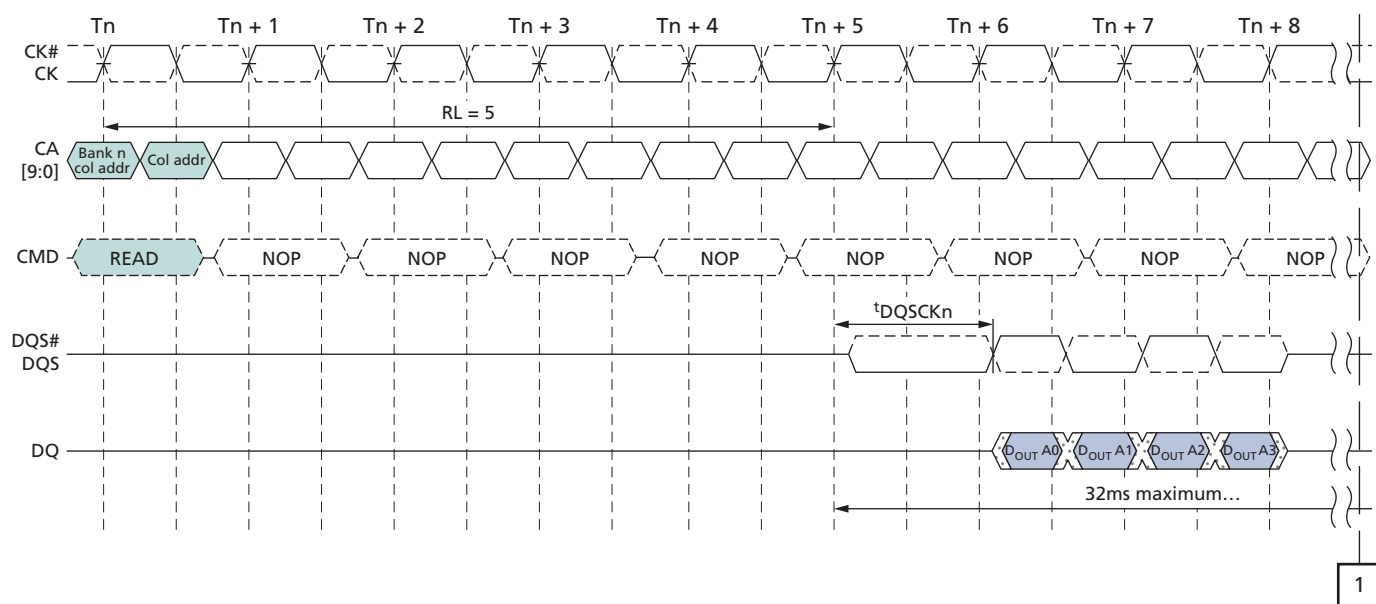 Tn Tn + 1 Tn + 2 Tn + 3 Tn + 4 Tn + 5 Tn + 6 Tn + 7 Tn + 8
CK#
CK
RL = 5
CA
[9:0]
Bank n
col addr
Col addr
CMD READ NOP NOP NOP NOP NOP NOP NOP NOP
tDQSCKn
DQS#
DQS
DQ DOUT A0 DOUT A1 DOUT A2 DOUT A3
32ms maximum…
1